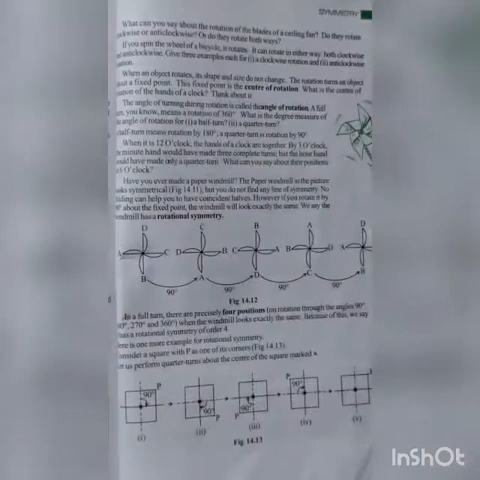 SYMMETRY
What can you say about the rotation of the blades of a ceiling fan? Do they rotate
clockwise or anticlockwise? Or do they rotate both ways?
If you spin the wheel of a bicycle, it rotates. It can rotate in either way: both clockwise
and anticlockwise. Give three examples each for (i) a clockwise rotation and (ii) anticlockwise
rotation.
When an object rotates, its shape and size do not change. The rotation turns an object
about a fixed point. This fixed point is the centre of rotation. What is the centre of
rotation of the hands of a clock? Think about it.
The angle of turning during rotation is called the angle of rotation. A full
turn, you know, means a rotation of 360°. What is the degree measure of
the angle of rotation for (i) a half-turn? (ii) a quarter-turn?
half-turn means rotation by 180°; a quarter-turn is rotation by 90°.
When it is 12 O'clock, the hands of a clock are together. By 3 O'clock,
the minute hand would have made three complete turns; but the hour hand
would have made only a quarter-turn. What can you say about their positions
at 6 O'clock?
Have you ever made a paper windmill? The Paper windmill in the picture
looks symmetrical (Fig 14.11); but you do not find any line of symmetry. No
folding can help you to have coincident halves. However if you rotate it by
90° about the fixed point, the windmill will look exactly the same. We say the
windmill has a rotational symmetry.
D C B A D
A C D B C A B D A
B A D C B
90° 90° 90° 90°
Fig 14.12
In a full turn, there are precisely four positions (on rotation through the angles 90°,
180°, 270° and 360°) when the windmill looks exactly the same. Because of this, we say
it has a rotational symmetry of order 4.
Here is one more example for rotational symmetry.
Consider a square with P as one of its corners (Fig 14.13).
Let us perform quarter-turns about the centre of the square marked ×.
P 90° 90° P P 90° P 90°
(i) (ii) (iii) (iv) (v)
Fig 14.13
InShOt